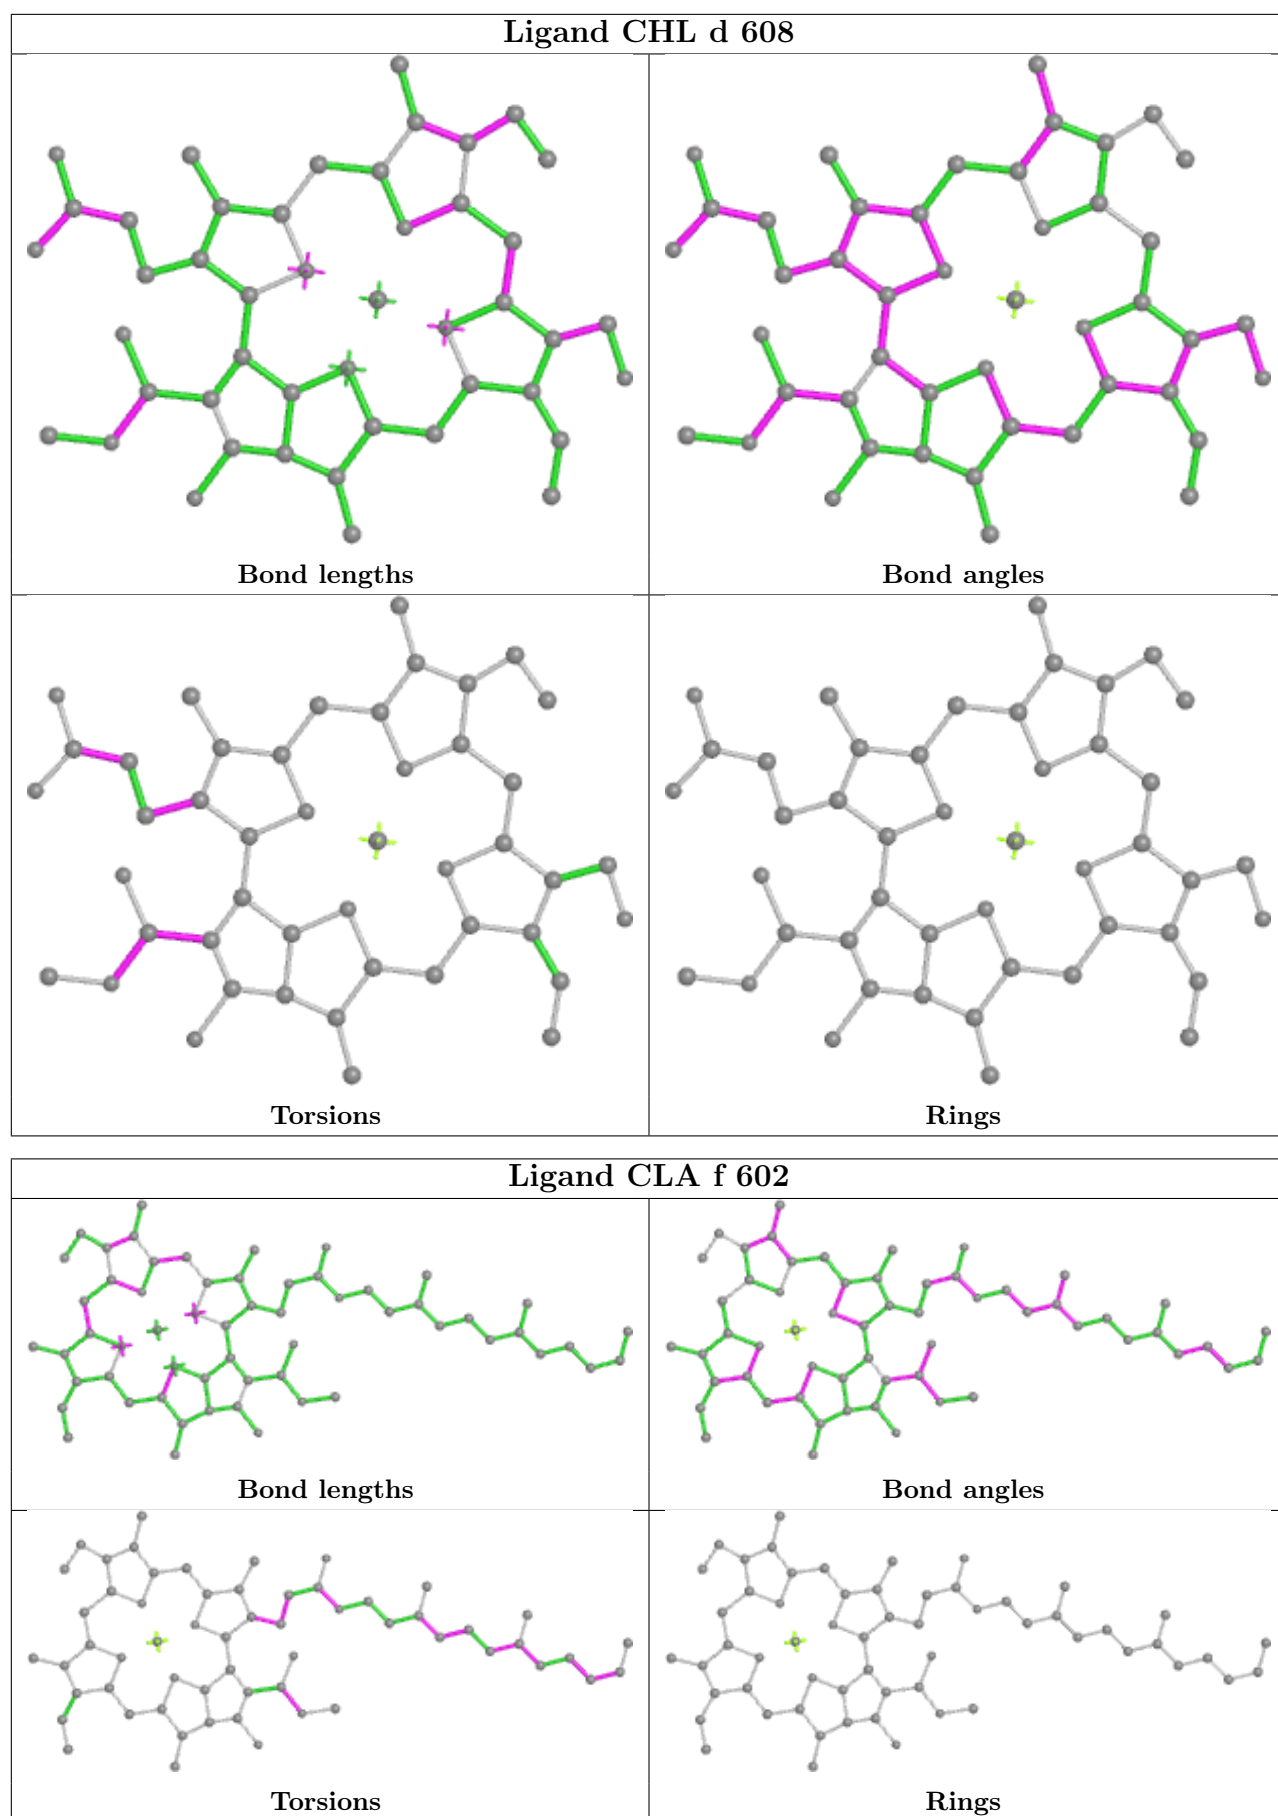 Ligand CHL d 608
Bond lengths
Bond angles
Torsions
Rings
Ligand CLA f 602
Bond lengths
Bond angles
Torsions
Rings